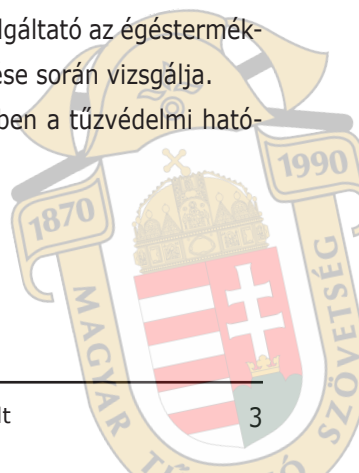 lgáltató az égéstermék-
ese során vizsgálja.
ben a tűzvédelmi ható-
1870
1990
MAGYAR
SZÖVETSÉG
lt
3